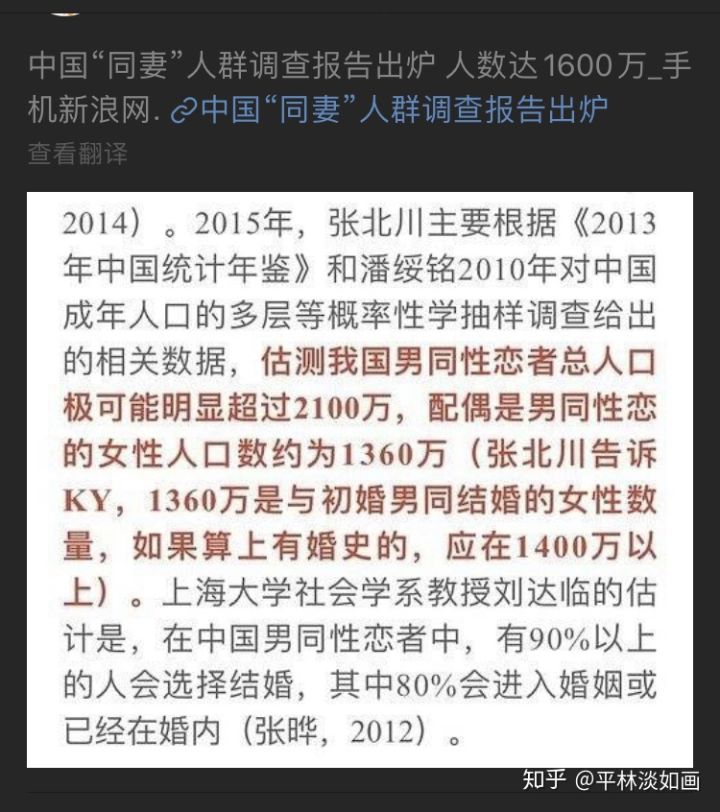 中国“同妻”人群调查报告出炉 人数达1600万_手
机新浪网. 中国“同妻”人群调查报告出炉
查看翻译
2014）。2015年，张北川主要根据《2013
年中国统计年鉴》和潘绥铭2010年对中国
成年人口的多层等概率性学抽样调查给出
的相关数据，估测我国男同性恋者总人口
极可能明显超过2100万，配偶是男同性恋
的女性人口数约为1360万（张北川告诉
KY，1360万是与初婚男同结婚的女性数
量，如果算上有婚史的，应在1400万以
上）。上海大学社会学系教授刘达临的估
计是，在中国男同性恋者中，有90%以上
的人会选择结婚，其中80%会进入婚姻或
已经在婚内（张晔，2012）。
知乎 @平林淡如画